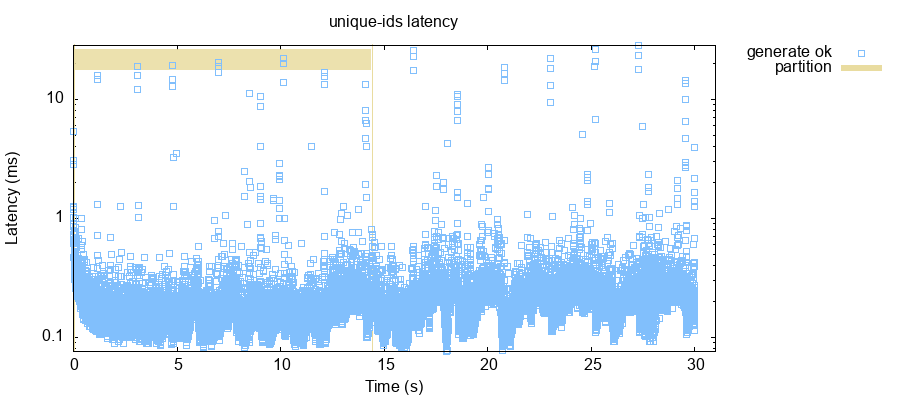 unique-ids latency
generate ok
partition
10
1
0.1
Latency (ms)
0
5
10
15
20
25
30
Time (s)